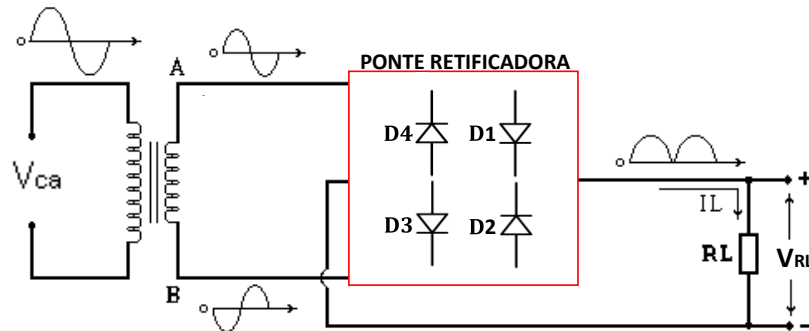 PONTE RETIFICADORA
A
D4
D1
Vca
IL
+
D3
D2
RL
VRL
B
−